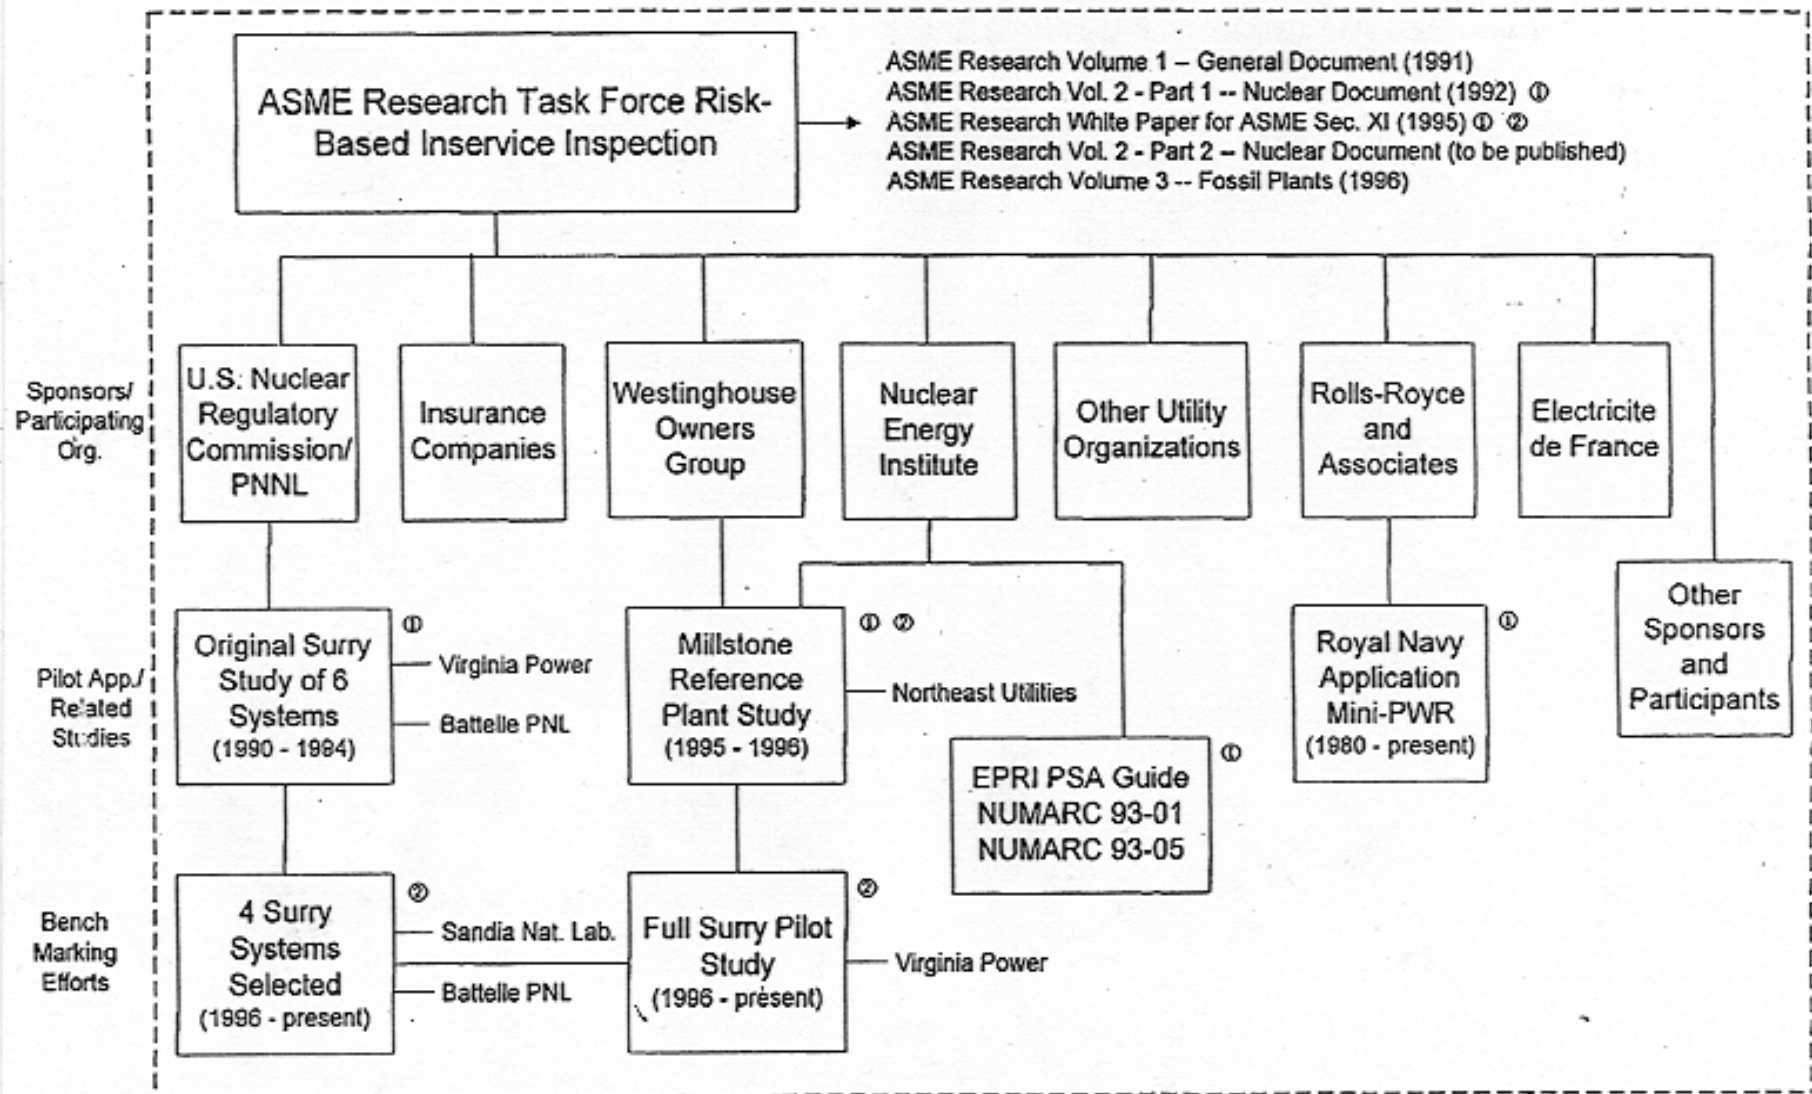 ASME Research Task Force Risk-
Based Inservice Inspection
ASME Research Volume 1 – General Document (1991)
ASME Research Vol. 2 - Part 1 -- Nuclear Document (1992) ①
ASME Research White Paper for ASME Sec. XI (1995) ① ②
ASME Research Vol. 2 - Part 2 – Nuclear Document (to be published)
ASME Research Volume 3 -- Fossil Plants (1996)
Sponsors/
Participating
Org.
U.S. Nuclear
Regulatory
Commission/
PNNL
Insurance
Companies
Westinghouse
Owners
Group
Nuclear
Energy
Institute
Other Utility
Organizations
Rolls-Royce
and
Associates
Electricite
de France
Other
Sponsors
and
Participants
Pilot App./
Related
Studies
Original Surry
Study of 6
Systems
(1990 - 1994)
①
Virginia Power
Battelle PNL
Millstone
Reference
Plant Study
(1995 - 1996)
① ②
Northeast Utilities
EPRI PSA Guide
NUMARC 93-01
NUMARC 93-05
①
Royal Navy
Application
Mini-PWR
(1980 - present)
①
Bench
Marking
Efforts
4 Surry
Systems
Selected
(1996 - present)
②
Sandia Nat. Lab.
Battelle PNL
Full Surry Pilot
Study
(1996 - present)
②
Virginia Power